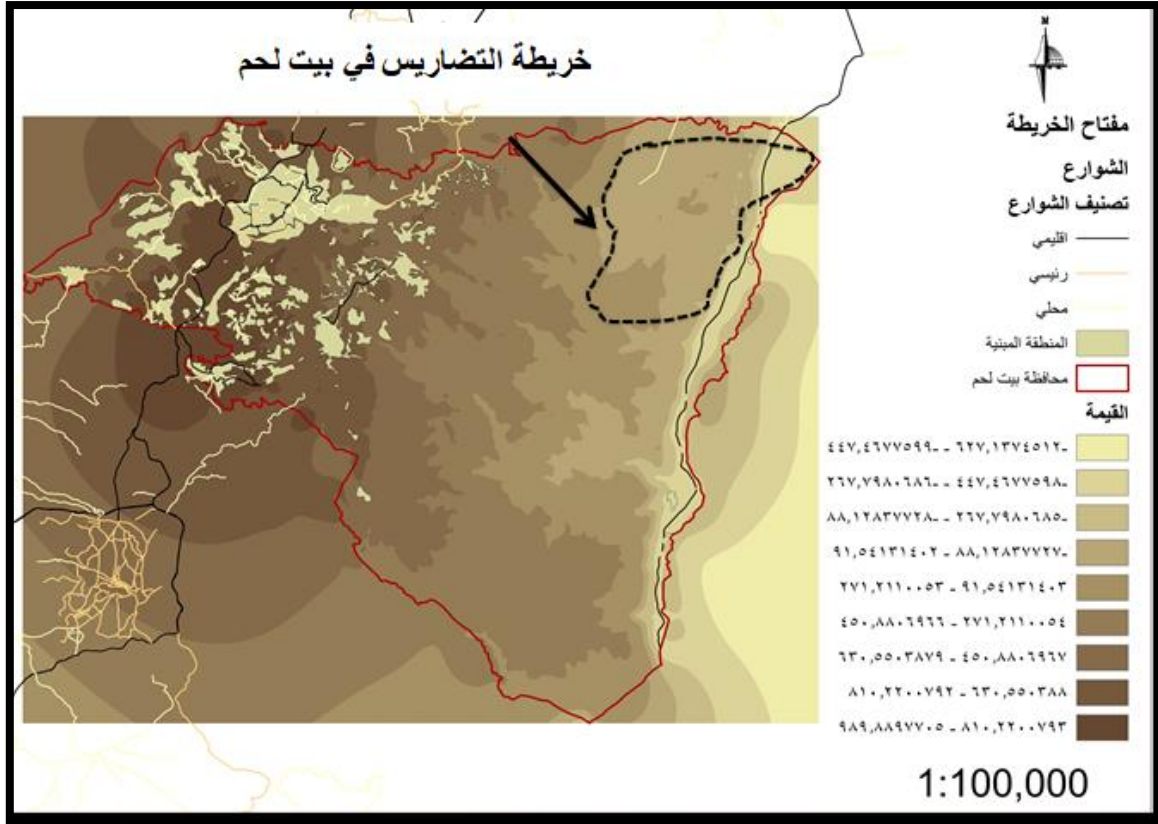 خريطة التضاريس في بيت لحم
N
مفتاح الخريطة
الشوارع
تصنيف الشوارع
اقليمي
رئيسي
محلي
المنطقة المبنية
محافظة بيت لحم
القيمة
-٦٢٧,١٣٧٤٥١٢ - -٤٤٧,٤٦٧٧٥٩٩
-٤٤٧,٤٦٧٧٥٩٨ - -٢٦٧,٧٩٨٠٦٨٦
-٢٦٧,٧٩٨٠٦٨٥ - -٨٨,١٢٨٣٧٧٢٨
-٨٨,١٢٨٣٧٧٢٧ - ٩١,٥٤١٣١٤٠٢
٩١,٥٤١٣١٤٠٣ - ٢٧١,٢١١٠٠٥٣
٢٧١,٢١١٠٠٥٤ - ٤٥٠,٨٨٠٦٩٦٦
٤٥٠,٨٨٠٦٩٦٧ - ٦٣٠,٥٥٠٣٨٧٩
٦٣٠,٥٥٠٣٨٨ - ٨١٠,٢٢٠٠٧٩٢
٨١٠,٢٢٠٠٧٩٣ - ٩٨٩,٨٨٩٧٧٠٥
1:100,000